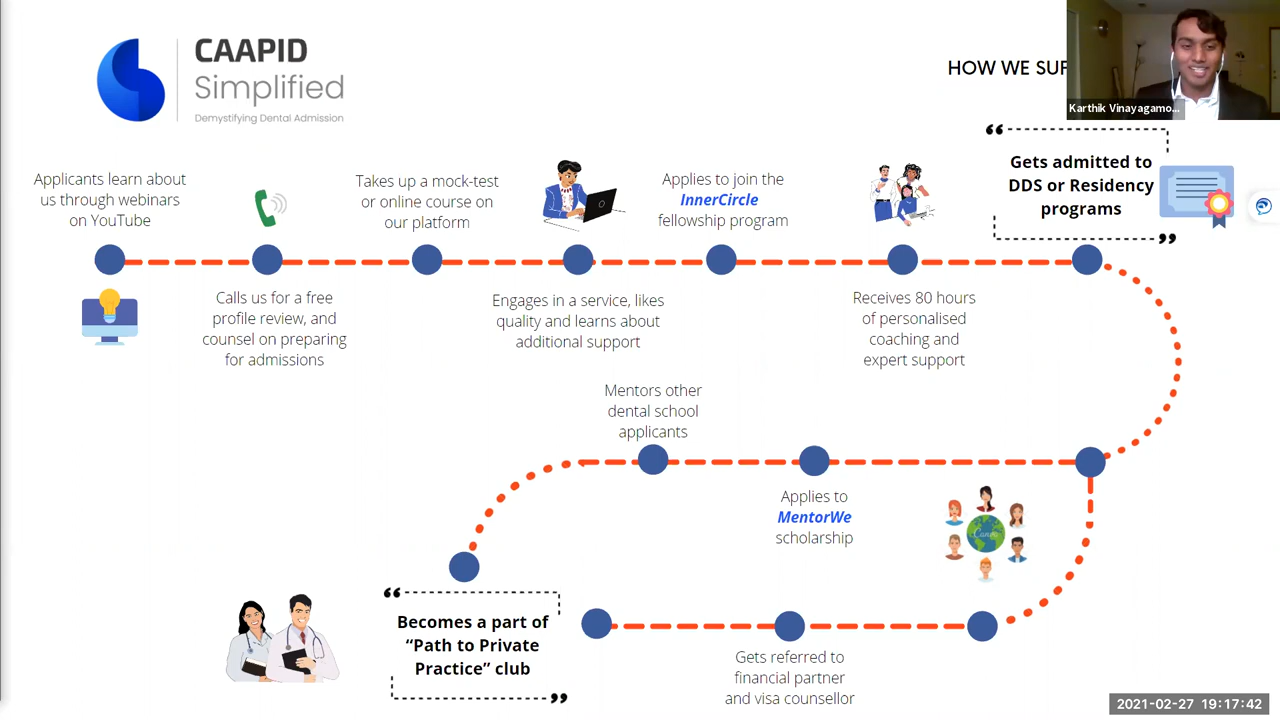 CAAPID
Simplified
Demystifying Dental Admission
HOW WE SUP
Karthik Vinayagamo...
Applicants learn about
us through webinars
on YouTube
Takes up a mock-test
or online course on
our platform
Applies to join the
InnerCircle
fellowship program
“
Gets admitted to
DDS or Residency
programs
”
Calls us for a free
profile review, and
counsel on preparing
for admissions
Engages in a service, likes
quality and learns about
additional support
Receives 80 hours
of personalised
coaching and
expert support
Mentors other
dental school
applicants
Applies to
MentorWe
scholarship
Canva
“
Becomes a part of
“Path to Private
Practice” club
”
Gets referred to
financial partner
and visa counsellor
2021-02-27 19:17:42